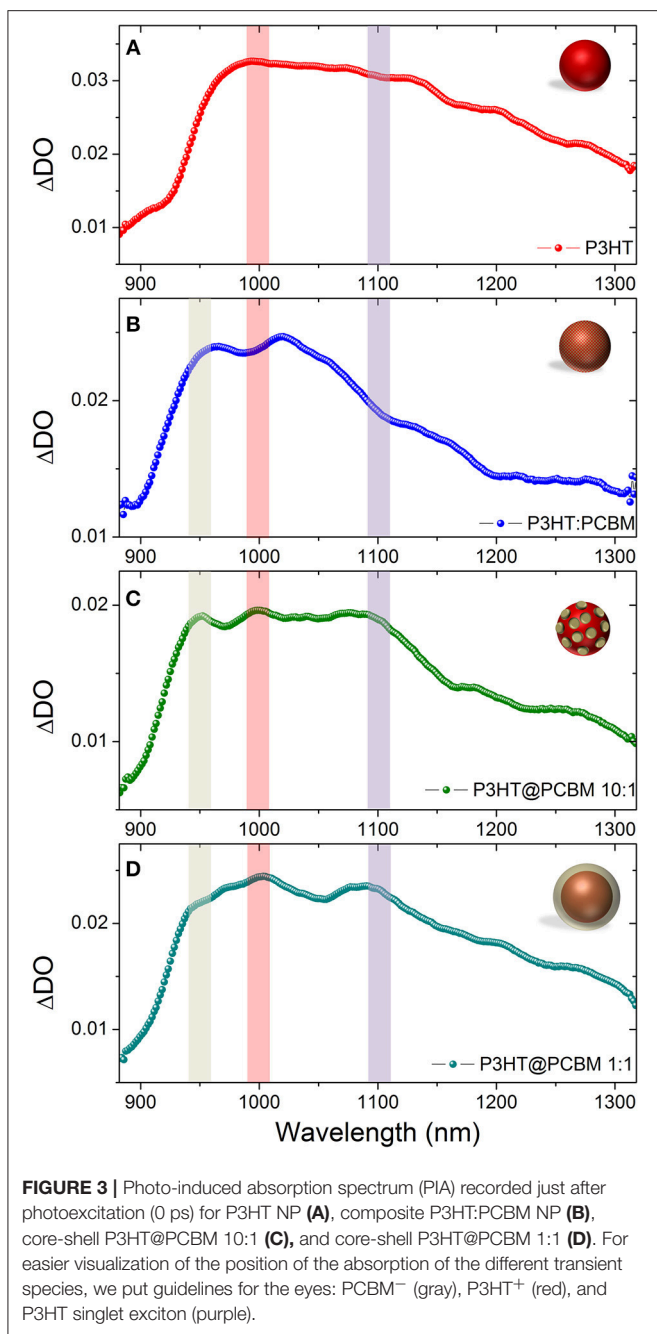 A
ΔDO
0.03
0.02
0.01
P3HT
900 1000 1100 1200 1300
B
ΔDO
0.02
0.01
P3HT:PCBM
900 1000 1100 1200 1300
C
ΔDO
0.02
0.01
P3HT@PCBM 10:1
900 1000 1100 1200 1300
D
ΔDO
0.02
0.01
P3HT@PCBM 1:1
900 1000 1100 1200 1300
Wavelength (nm)
FIGURE 3 | Photo-induced absorption spectrum (PIA) recorded just after
photoexcitation (0 ps) for P3HT NP (A), composite P3HT:PCBM NP (B),
core-shell P3HT@PCBM 10:1 (C), and core-shell P3HT@PCBM 1:1 (D). For
easier visualization of the position of the absorption of the different transient
species, we put guidelines for the eyes: PCBM− (gray), P3HT+ (red), and
P3HT singlet exciton (purple).